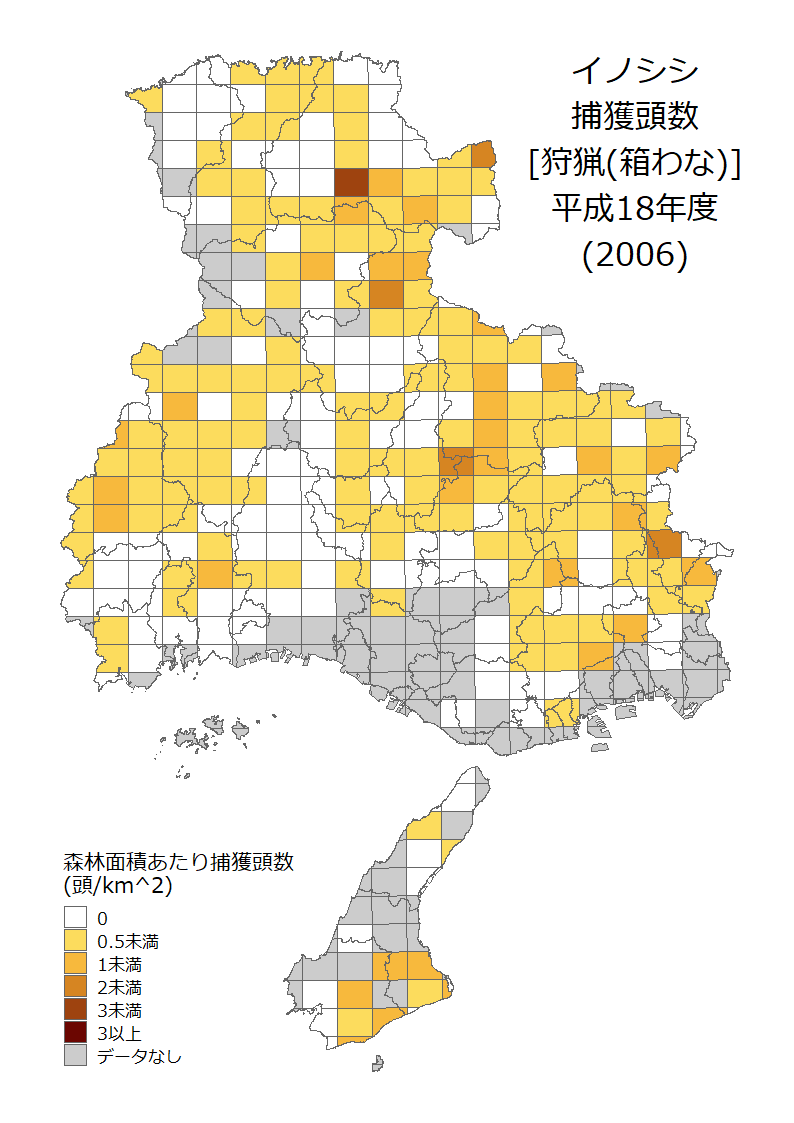 イノシシ
捕獲頭数
[狩猟(箱わな)]
平成18年度
(2006)
森林面積あたり捕獲頭数
(頭/km^2)
0
0.5未満
1未満
2未満
3未満
3以上
データなし